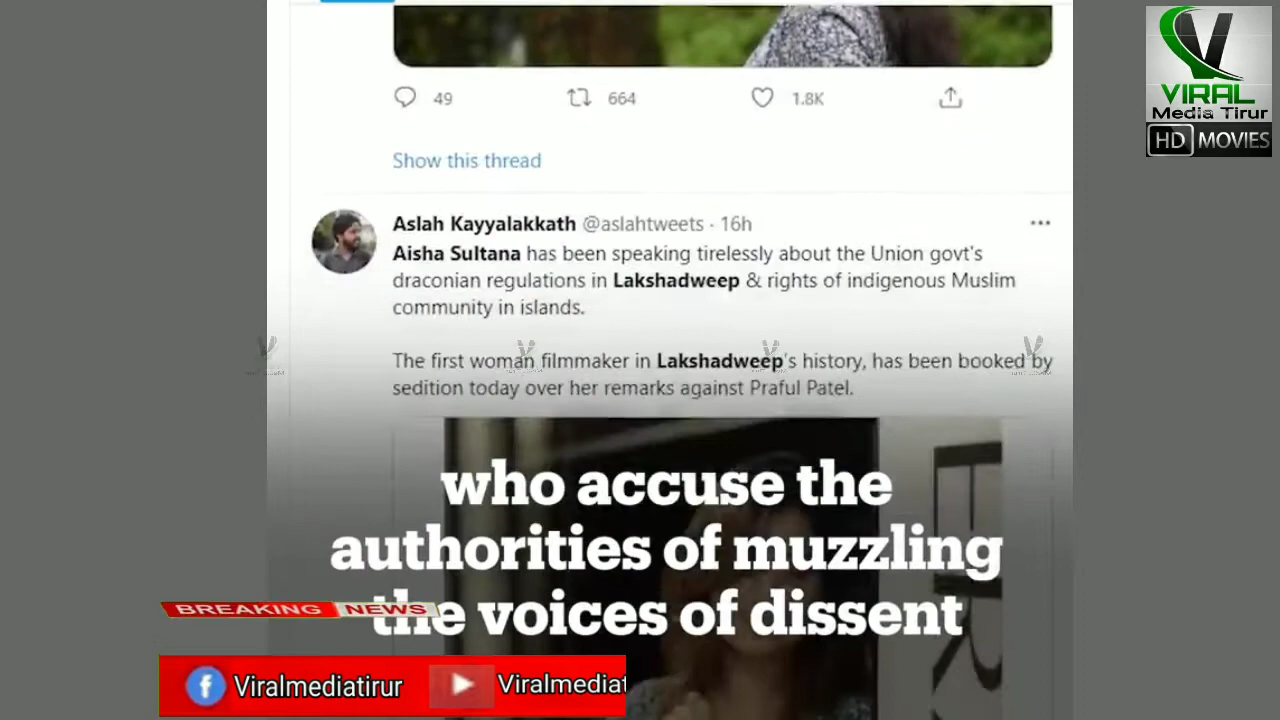 49
664
1.8K
Show this thread
Aslah Kayyalakkath @aslahtweets · 16h
Aisha Sultana has been speaking tirelessly about the Union govt's
draconian regulations in Lakshadweep & rights of indigenous Muslim
community in islands.
The first woman filmmaker in Lakshadweep's history, has been booked by
sedition today over her remarks against Praful Patel.
who accuse the
authorities of muzzling
the voices of dissent
BREAKING NEWS
Viralmediatirur
Viralmediat
VIRAL
Media Tirur
HD MOVIES